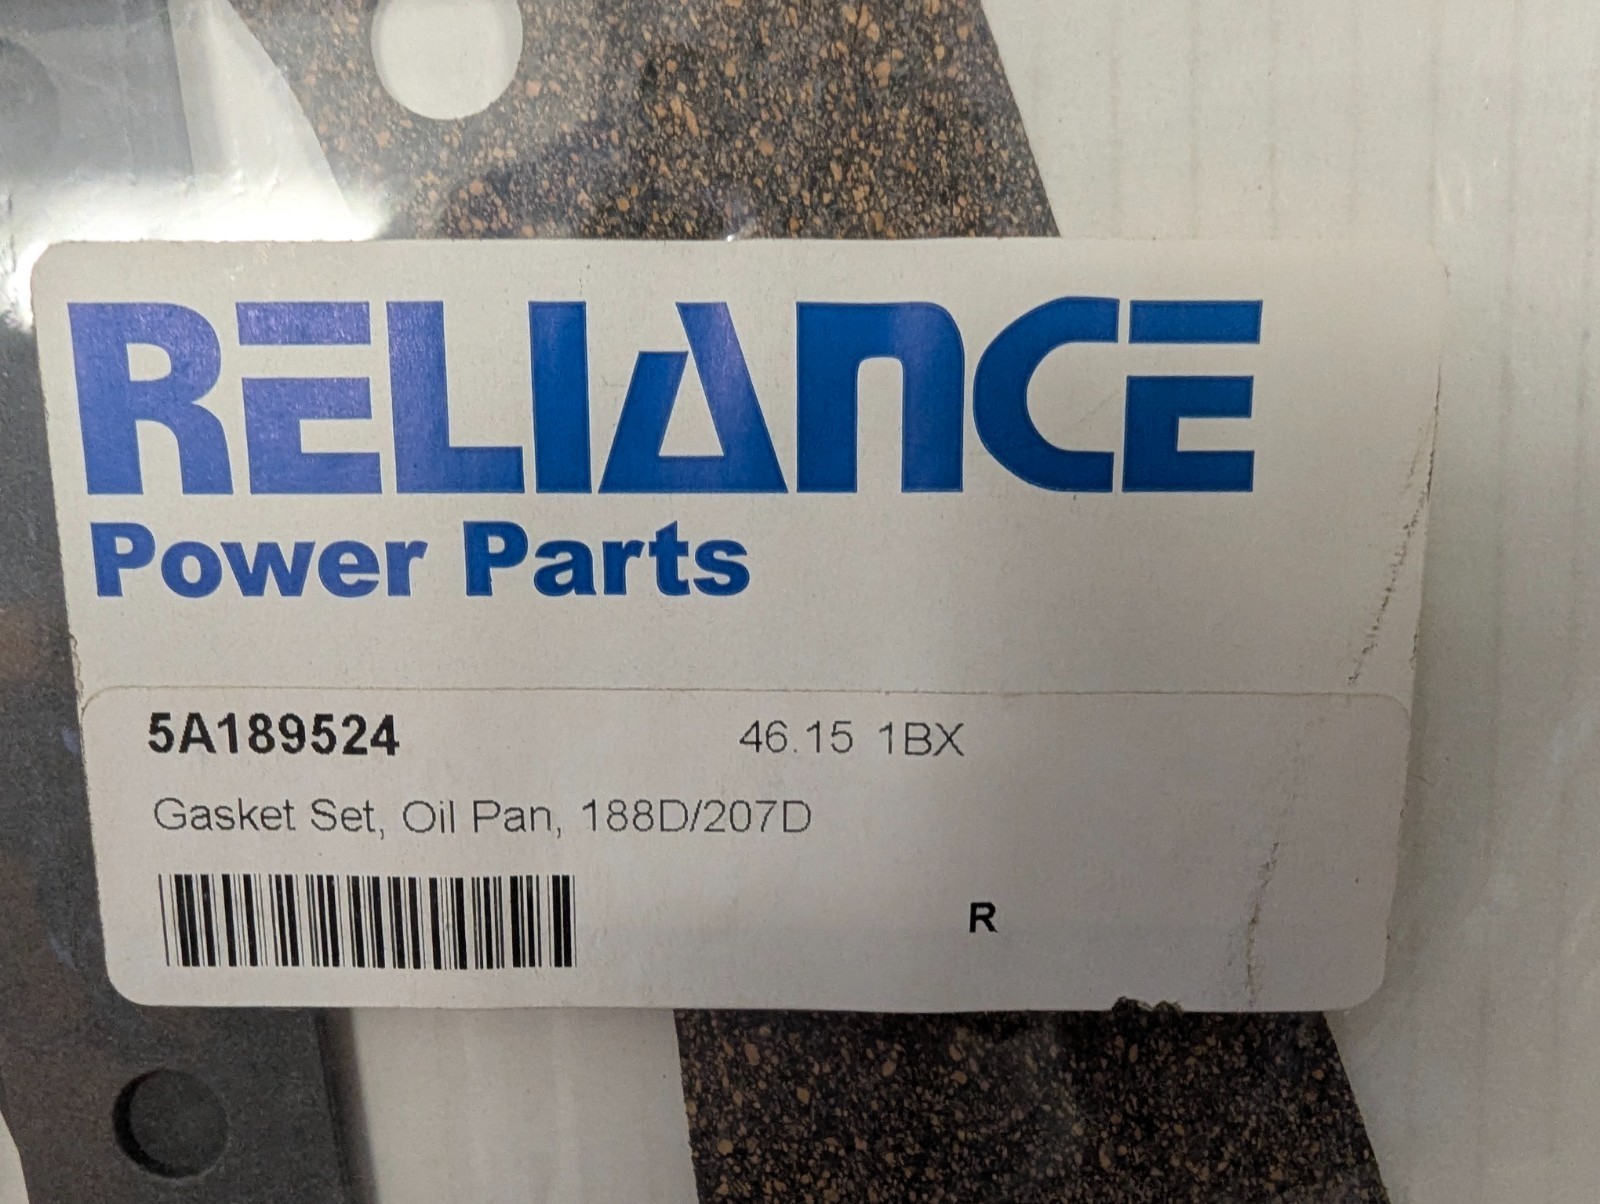 RELIANCE
Power Parts
5A189524 46.15 1BX
Gasket Set, Oil Pan, 188D/207D
R